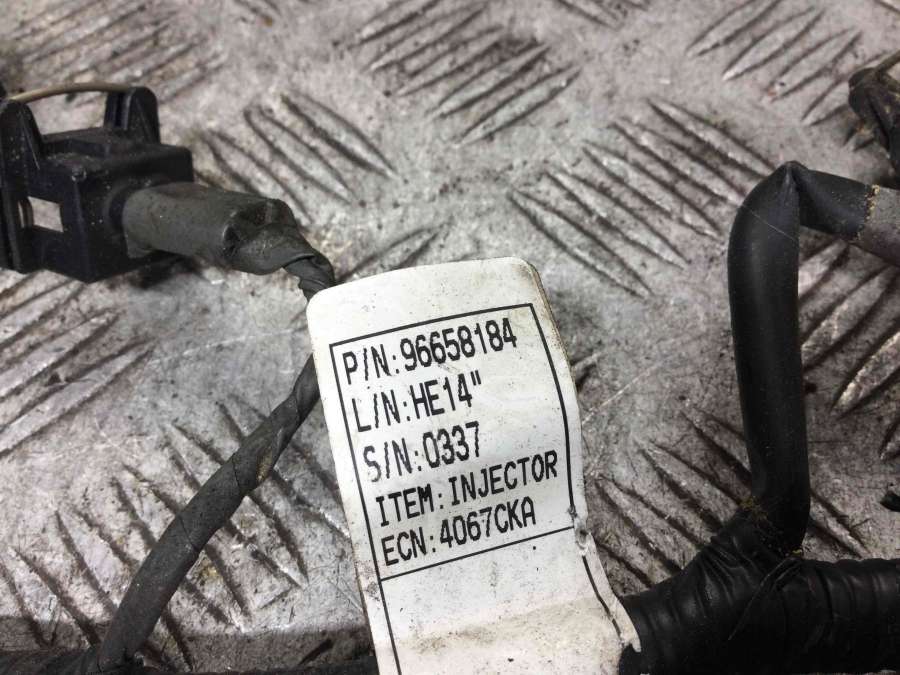 P/N:96658184
L/N:HE14"
S/N:0337
ITEM:INJECTOR
ECN:4067CKA